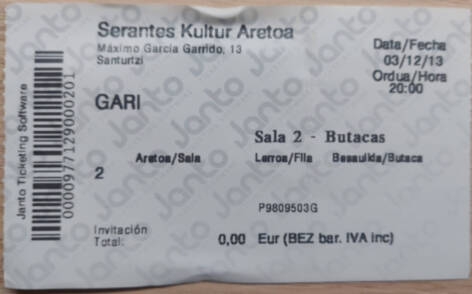 Serantes Kultur Aretoa
Máximo García Garrido, 13
Santurtzi
Data/Fecha
03/12/13
Ordua/Hora
20:00
GARI
Sala 2 - Butacas
Aretoa/Sala Lerroa/Fila Besaulkia/Butaca
2
P9809503G
Invitación
Total: 0,00 Eur (BEZ bar. IVA inc)
Janto Ticketing Software
0000977129000201